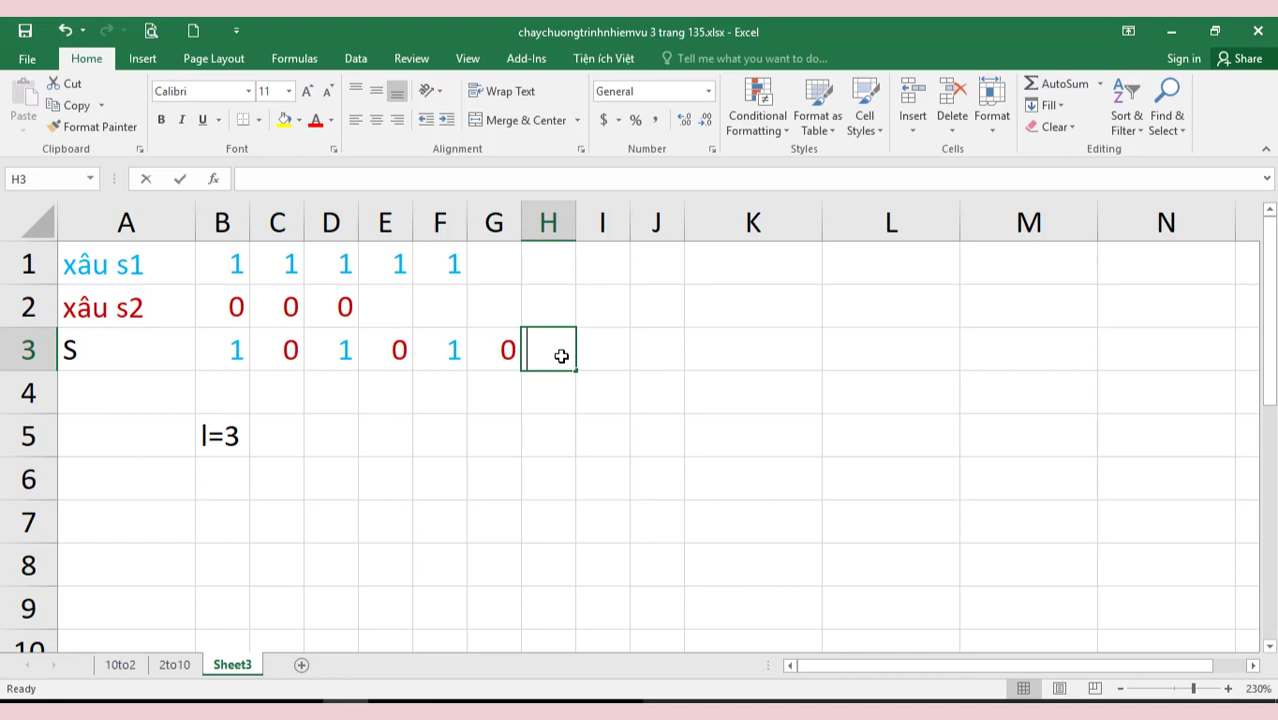 chaychuongtrinhnhiemvu 3 trang 135.xlsx - Excel
File Home Insert Page Layout Formulas Data Review View Add-Ins Tiện ích Việt Tell me what you want to do... Sign in Share
Paste Cut Copy Format Painter Clipboard
Calibri 11 B I U A Font
Wrap Text Merge & Center Alignment
General $ % , Number
Conditional Formatting Format as Table Cell Styles Styles
Insert Delete Format Cells
AutoSum Fill Clear Sort & Filter Find & Select Editing
H3 fx
A B C D E F G H I J K L M N
1 xâu s1 1 1 1 1 1
2 xâu s2 0 0 0
3 S 1 0 1 0 1 0
4
5 l=3
6
7
8
9
10
10to2 2to10 Sheet3
Ready 230%